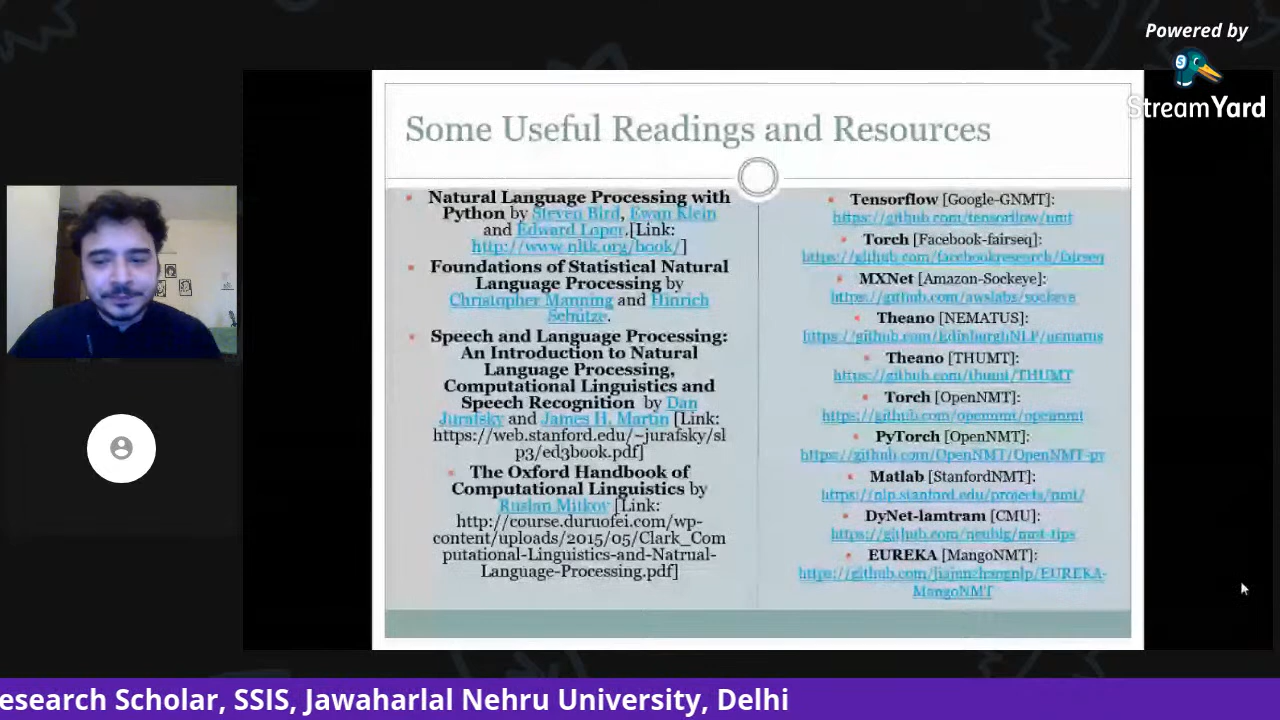 Powered by
StreamYard
Some Useful Readings and Resources
Natural Language Processing with
Python by Steven Bird, Ewan Klein
and Edward Loper.[Link:
http://www.nltk.org/book/]
Foundations of Statistical Natural
Language Processing by
Christopher Manning and Hinrich
Schütze.
Speech and Language Processing:
An Introduction to Natural
Language Processing,
Computational Linguistics and
Speech Recognition by Dan
Jurafsky and James H. Martin [Link:
https://web.stanford.edu/~jurafsky/sl
p3/ed3book.pdf]
The Oxford Handbook of
Computational Linguistics by
Ruslan Mitkov [Link:
http://course.duruofei.com/wp-
content/uploads/2015/05/Clark_Com
putational-Linguistics-and-Natrual-
Language-Processing.pdf]
Tensorflow [Google-GNMT]:
https://github.com/tensorflow/nmt
Torch [Facebook-fairseq]:
https://github.com/facebookresearch/fairseq
MXNet [Amazon-Sockeye]:
https://github.com/awslabs/sockeye
Theano [NEMATUS]:
https://github.com/EdinburghNLP/nematus
Theano [THUMT]:
https://github.com/thumt/THUMT
Torch [OpenNMT]:
https://github.com/opennmt/opennmt
PyTorch [OpenNMT]:
https://github.com/OpenNMT/OpenNMT-py
Matlab [StanfordNMT]:
https://nlp.stanford.edu/projects/nmt/
DyNet-lamtram [CMU]:
https://github.com/neubig/nmt-tips
EUREKA [MangoNMT]:
https://github.com/jiajunzhangnlp/EUREKA-
MangoNMT
esearch Scholar, SSIS, Jawaharlal Nehru University, Delhi